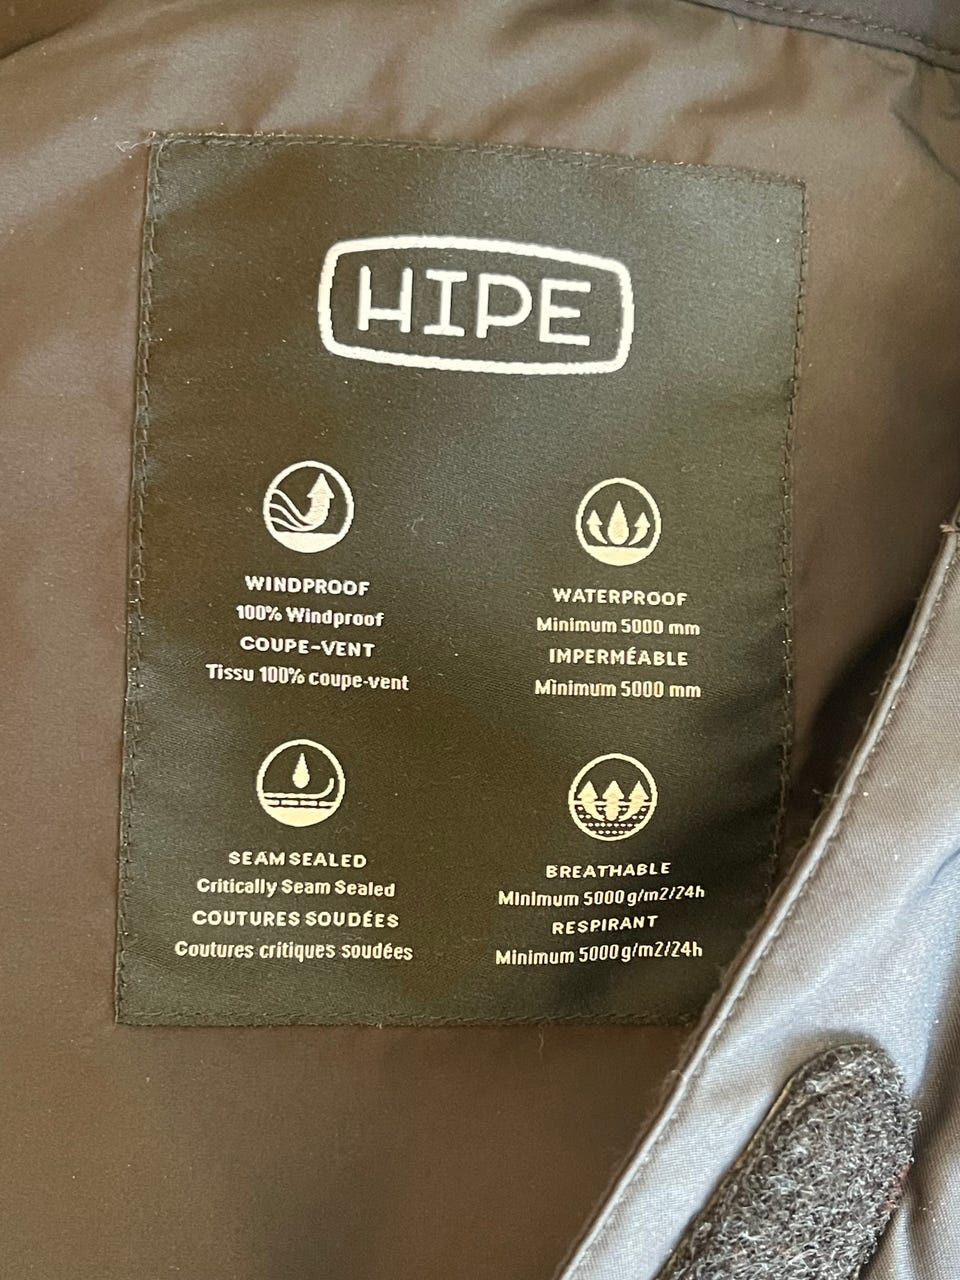 HIPE
WINDPROOF
100% Windproof
COUPE-VENT
Tissu 100% coupe-vent
WATERPROOF
Minimum 5000 mm
IMPERMÉABLE
Minimum 5000 mm
SEAM SEALED
Critically Seam Sealed
COUTURES SOUDÉES
Coutures critiques soudées
BREATHABLE
Minimum 5000 g/m2/24h
RESPIRANT
Minimum 5000 g/m2/24h